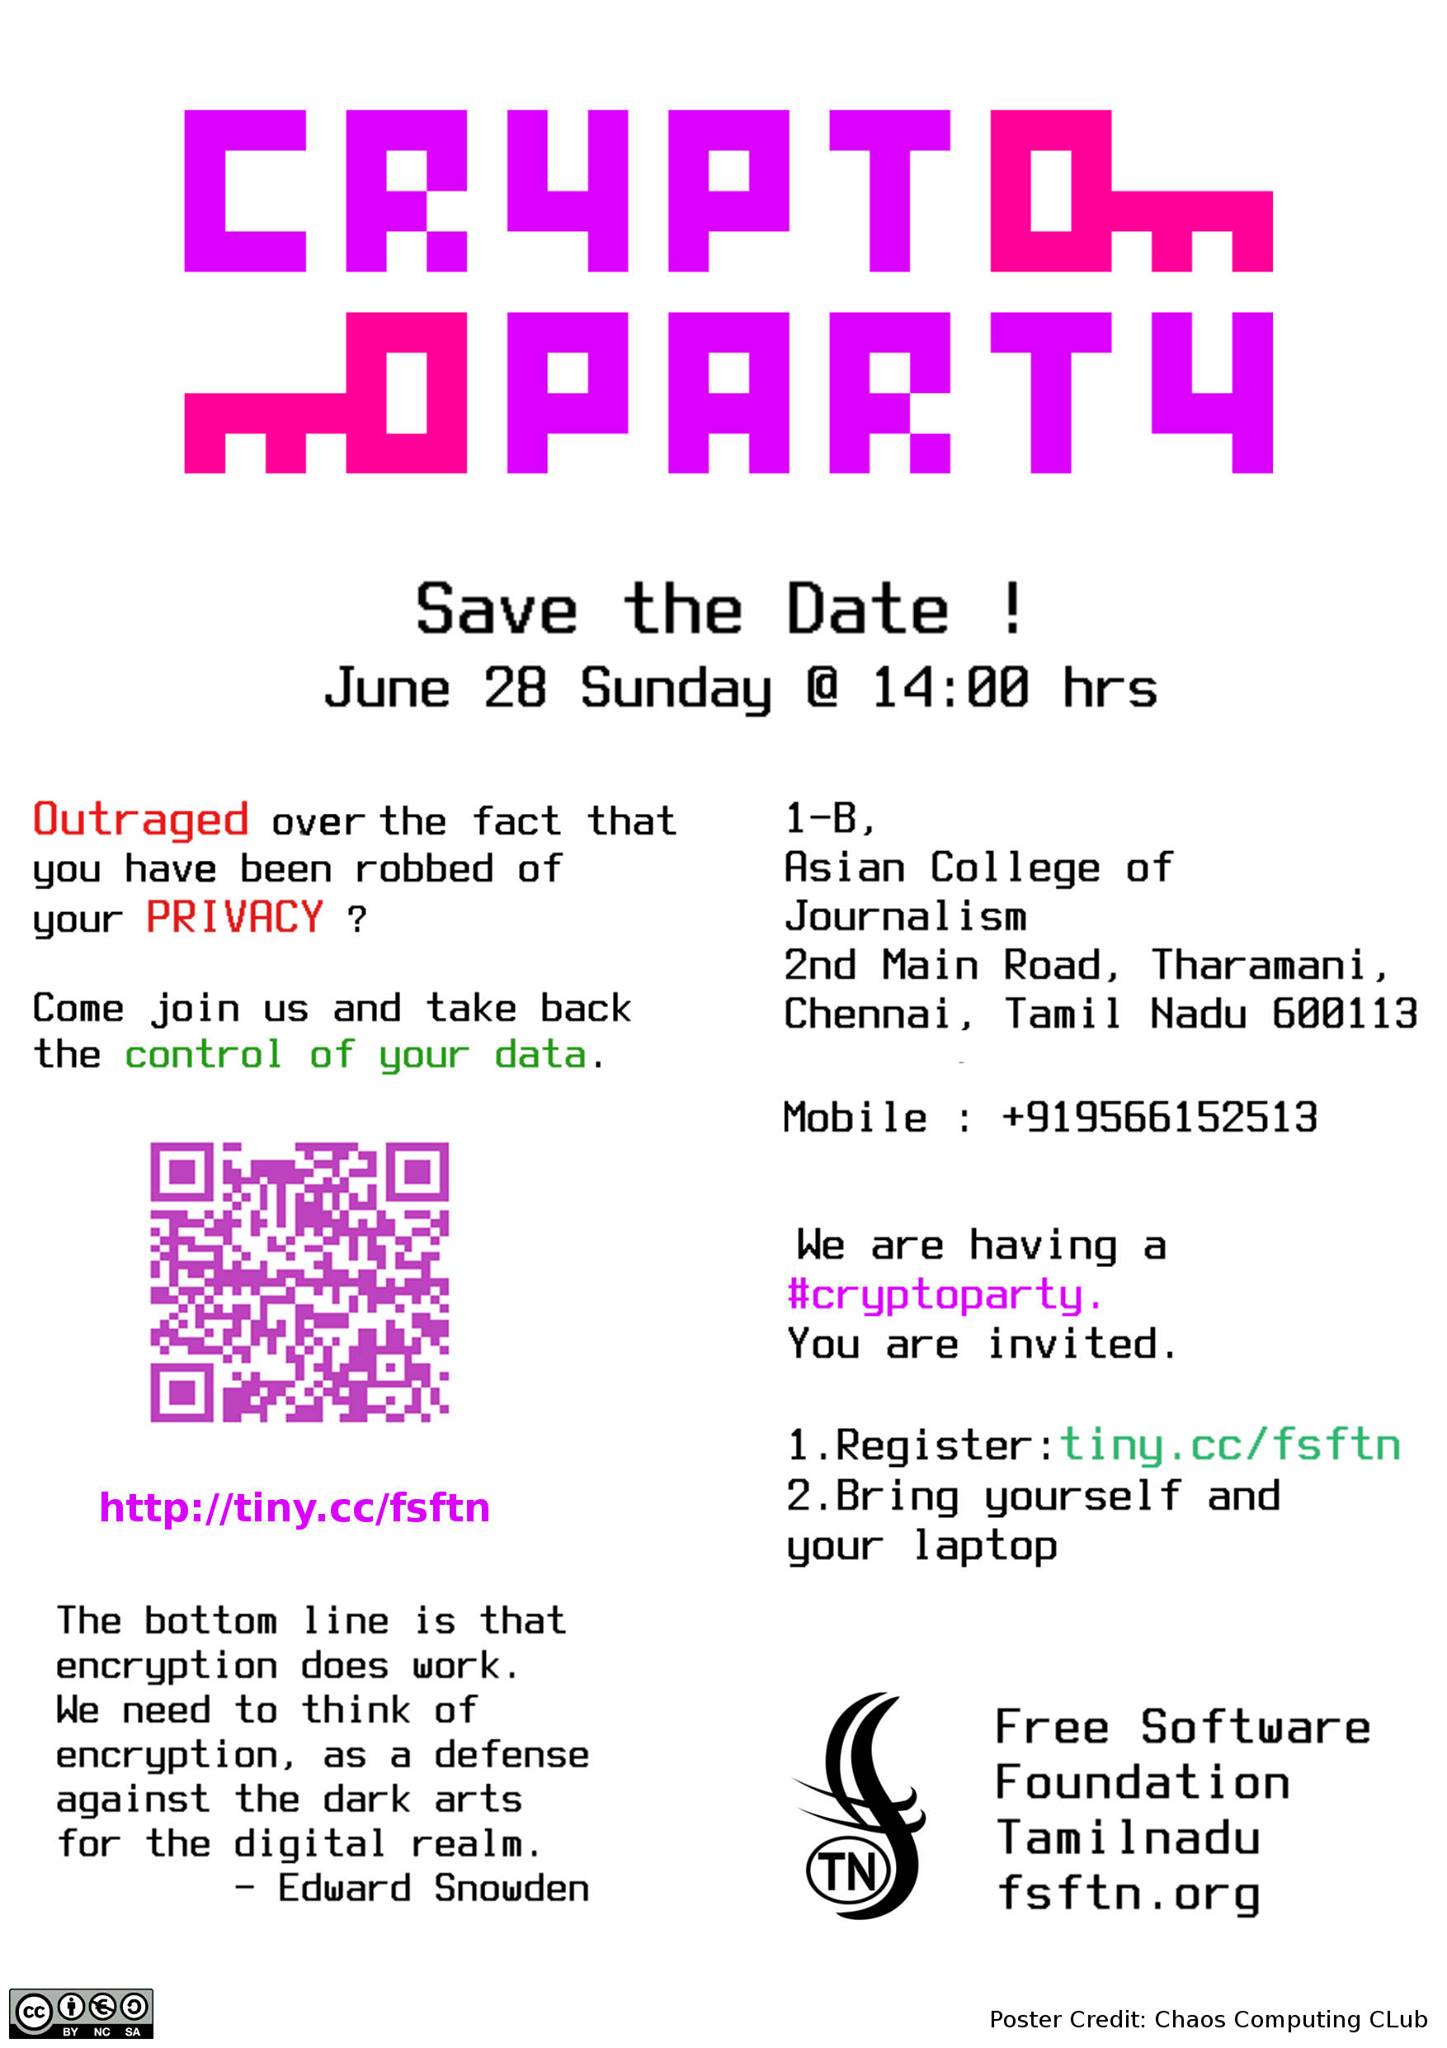 CRYPTO
PARTY
Save the Date !
June 28 Sunday @ 14:00 hrs
Outraged over the fact that
you have been robbed of
your PRIVACY ?
Come join us and take back
the control of your data.
http://tiny.cc/fsftn
The bottom line is that
encryption does work.
We need to think of
encryption, as a defense
against the dark arts
for the digital realm.
- Edward Snowden
1-B,
Asian College of
Journalism
2nd Main Road, Tharamani,
Chennai, Tamil Nadu 600113
Mobile : +919566152513
We are having a
#cryptoparty.
You are invited.
1.Register:tiny.cc/fsftn
2.Bring yourself and
your laptop
TN
Free Software
Foundation
Tamilnadu
fsftn.org
cc
BY NC SA
Poster Credit: Chaos Computing CLub